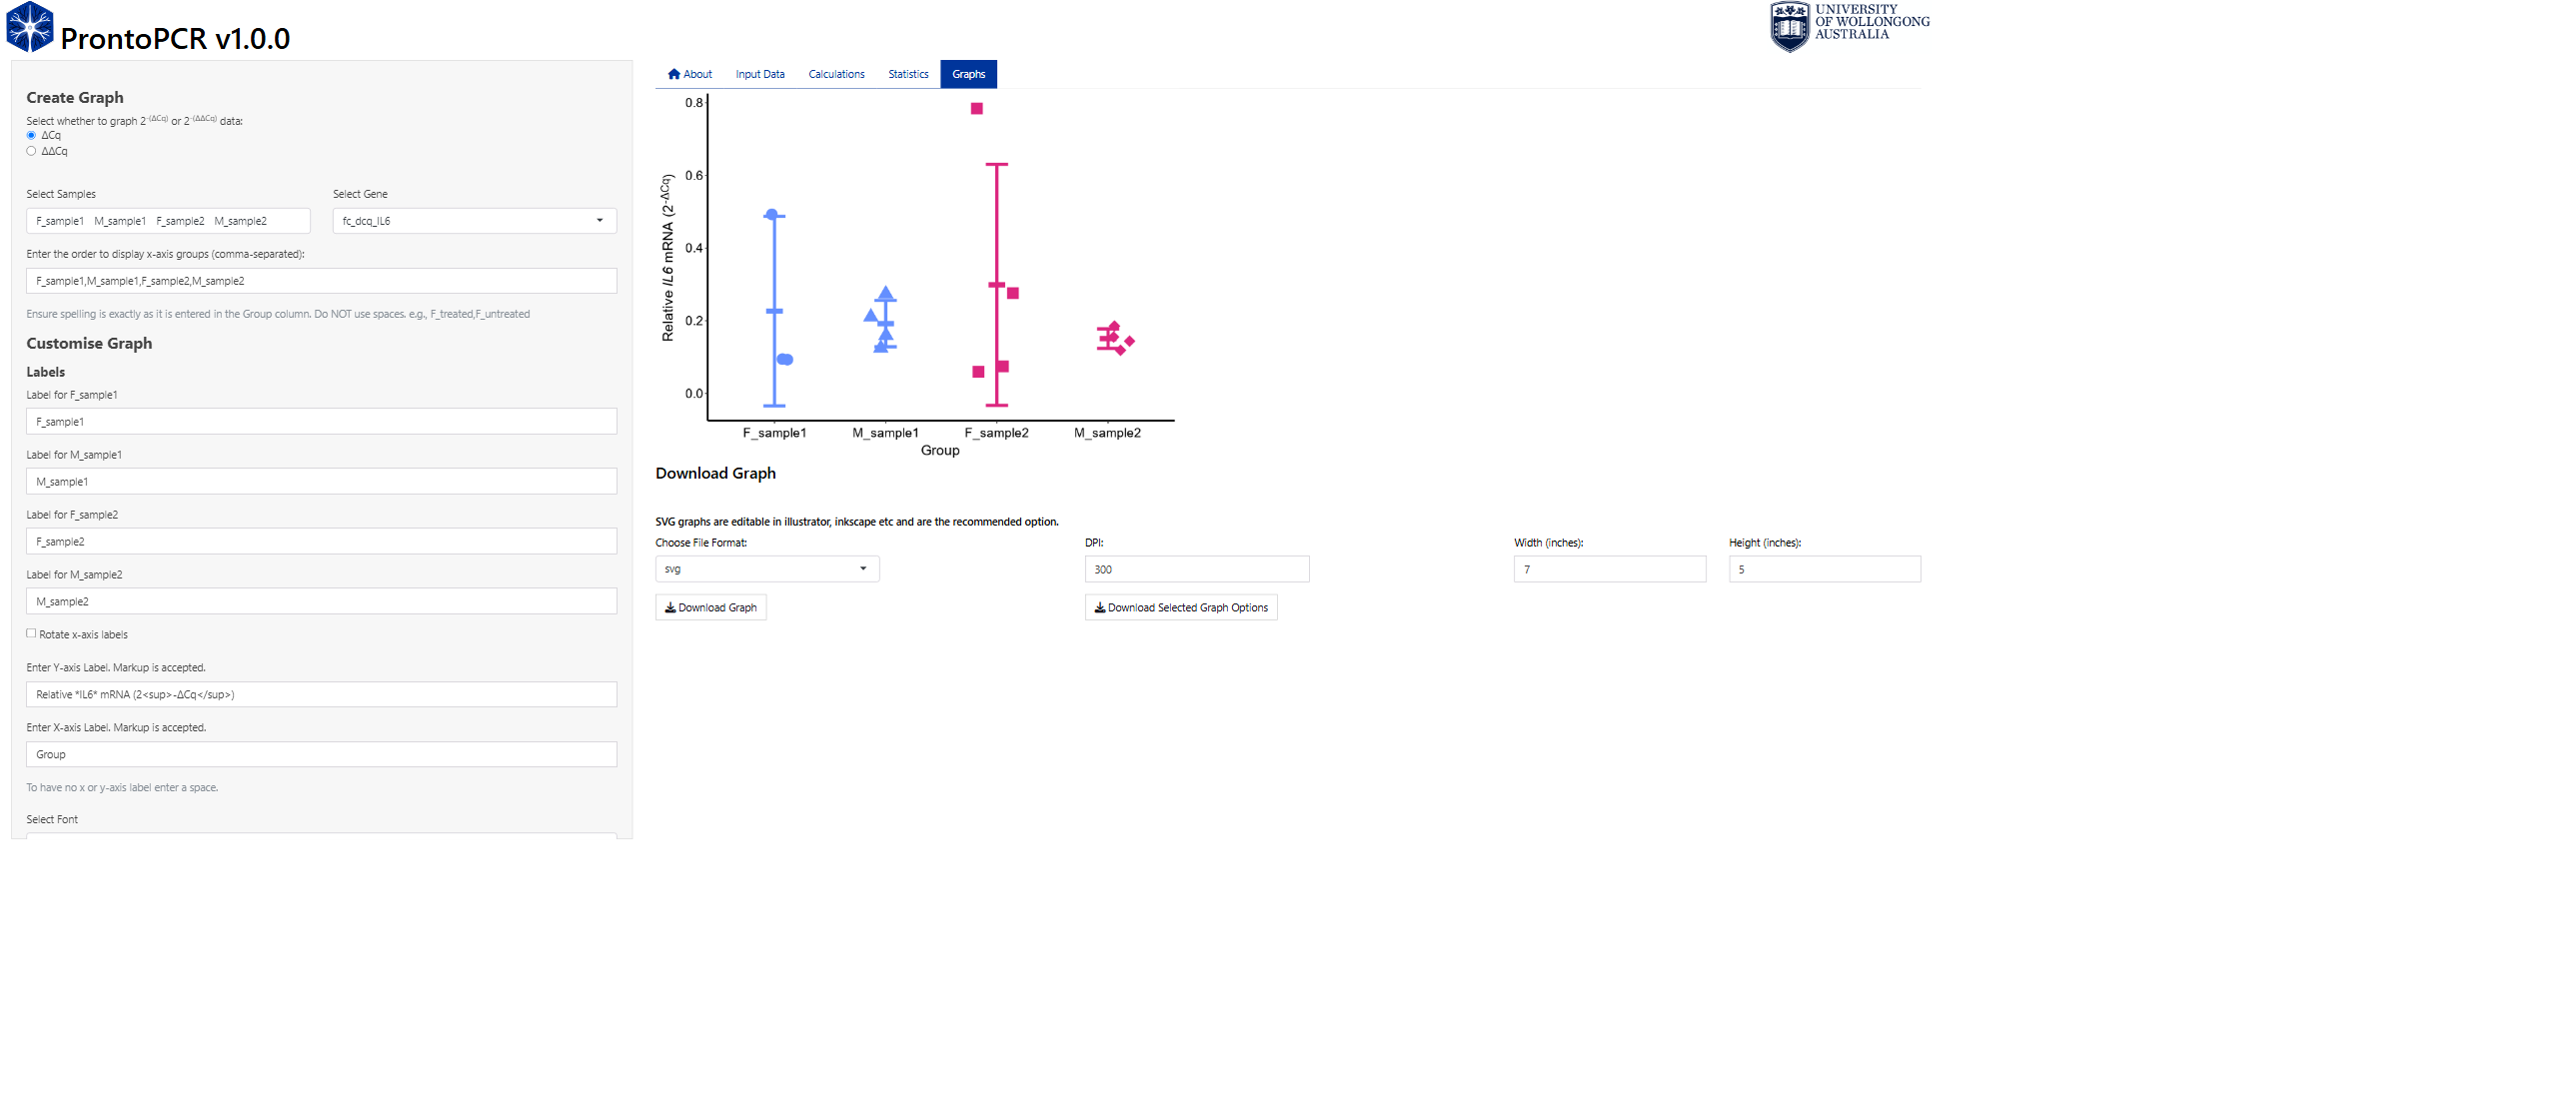 ProntoPCR v1.0.0
UNIVERSITY
OF WOLLONGONG
AUSTRALIA
Create Graph
Select whether to graph 2-(ΔCq) or 2-(ΔΔCq) data:
ΔCq
ΔΔCq
Select Samples
Select Gene
F_sample1 M_sample1 F_sample2 M_sample2
fc_dcq_IL6
Enter the order to display x-axis groups (comma-separated):
F_sample1,M_sample1,F_sample2,M_sample2
Ensure spelling is exactly as it is entered in the Group column. Do NOT use spaces. e.g., F_treated,F_untreated
Customise Graph
Labels
Label for F_sample1
F_sample1
Label for M_sample1
M_sample1
Label for F_sample2
F_sample2
Label for M_sample2
M_sample2
Rotate x-axis labels
Enter Y-axis Label. Markup is accepted.
Relative *IL6* mRNA (2<sup>-ΔCq</sup>)
Enter X-axis Label. Markup is accepted.
Group
To have no x or y-axis label enter a space.
Select Font
About Input Data Calculations Statistics Graphs
Relative IL6 mRNA (2-ΔCq)
0.8
0.6
0.4
0.2
0.0
F_sample1 M_sample1 F_sample2 M_sample2
Group
Download Graph
SVG graphs are editable in illustrator, inkscape etc and are the recommended option.
Choose File Format: DPI: Width (inches): Height (inches):
svg 300 7 5
Download Graph Download Selected Graph Options